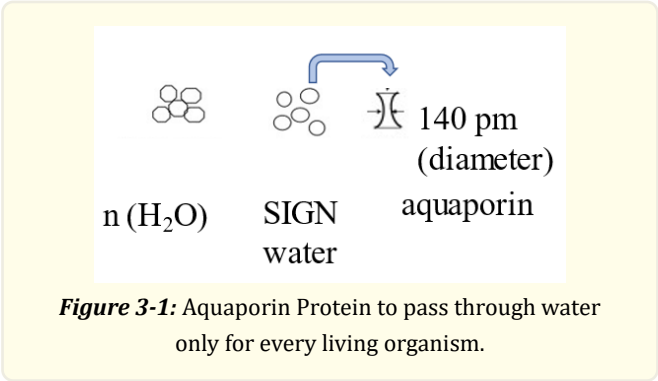 140 pm
(diameter)
n (H₂O)
SIGN
water
aquaporin
Figure 3-1: Aquaporin Protein to pass through water
only for every living organism.